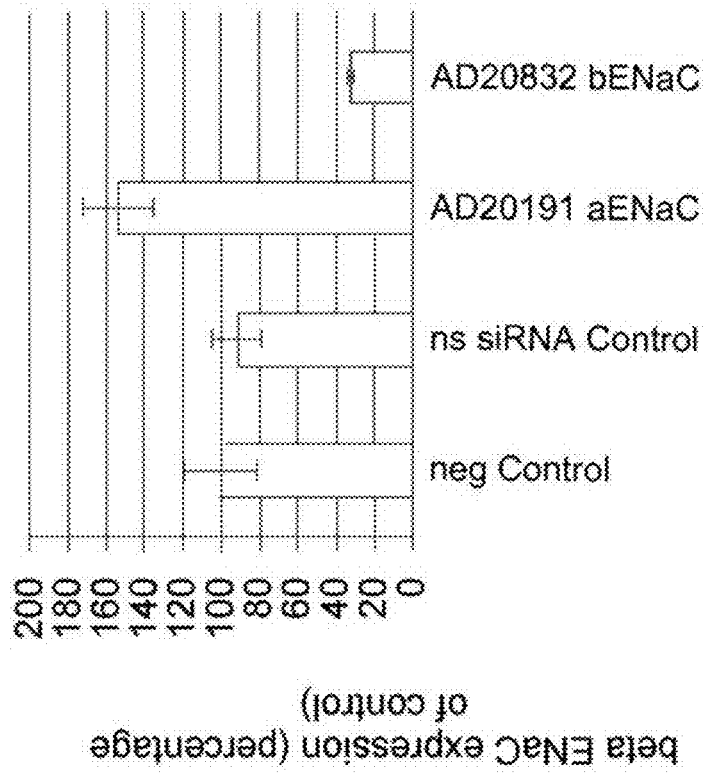 beta ENaC expression (percentage
of control)
200
180
160
140
120
100
80
60
40
20
0
neg Control
ns siRNA Control
AD20191 aENaC
AD20832 bENaC